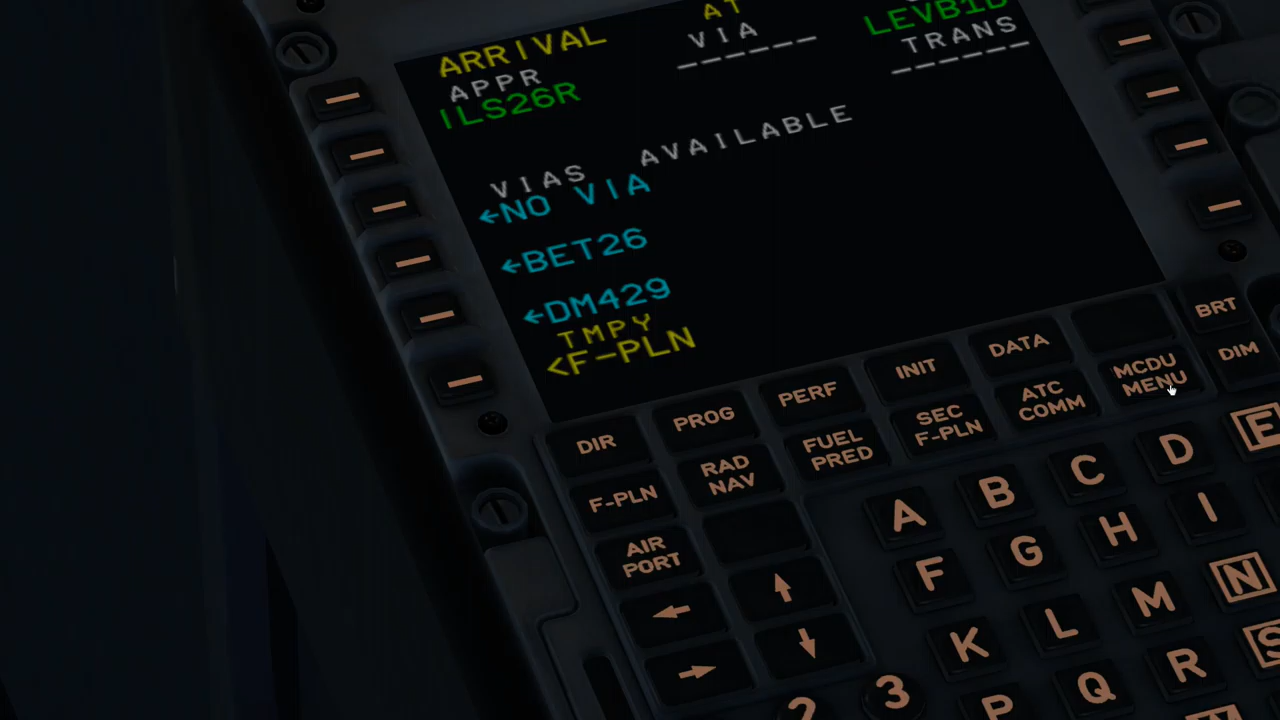 ARRIVAL AT
APPR VIA LEVB1D
ILS26R ------ TRANS
------
VIAS AVAILABLE
←NO VIA
←BET26
←DM429
TMPY
<F-PLN
BRT
DIM
DIR PROG PERF INIT DATA MCDU MENU
F-PLN RAD NAV FUEL PRED SEC F-PLN ATC COMM
AIR PORT
← ↑
→ ↓
A B C D E
F G H I
K L M N
P Q R S
2 3